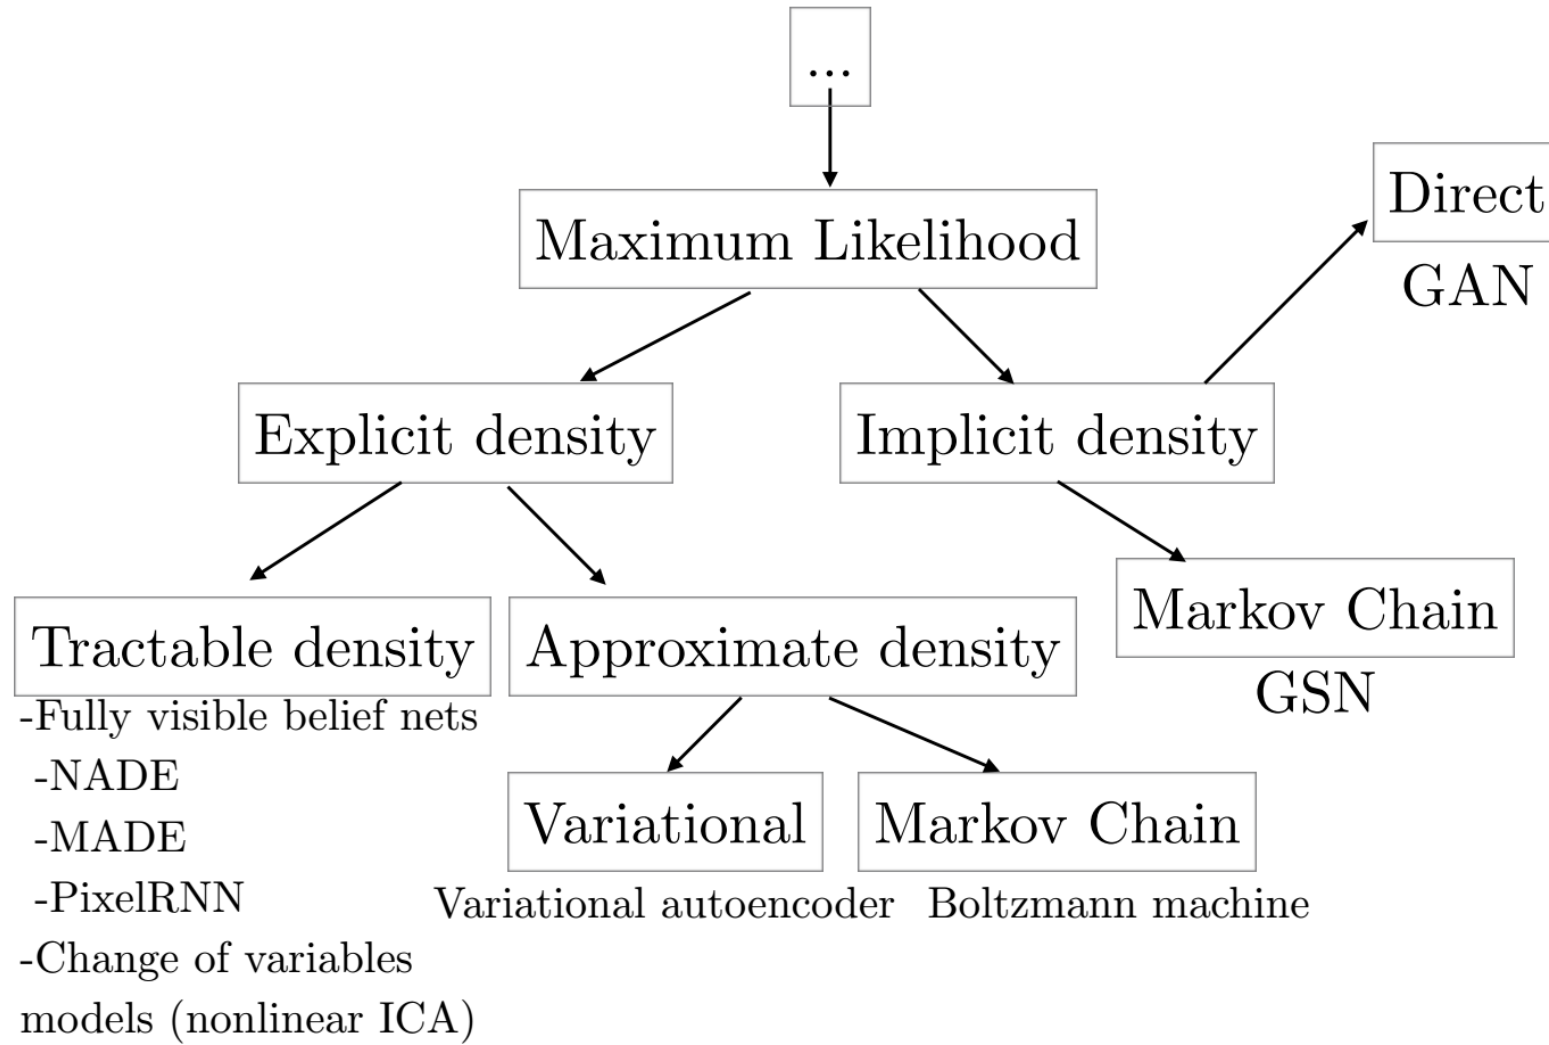 ...
Maximum Likelihood
Direct
GAN
Explicit density
Implicit density
Markov Chain
GSN
Tractable density
Approximate density
-Fully visible belief nets
-NADE
-MADE
-PixelRNN
-Change of variables
models (nonlinear ICA)
Variational
Variational autoencoder
Markov Chain
Boltzmann machine